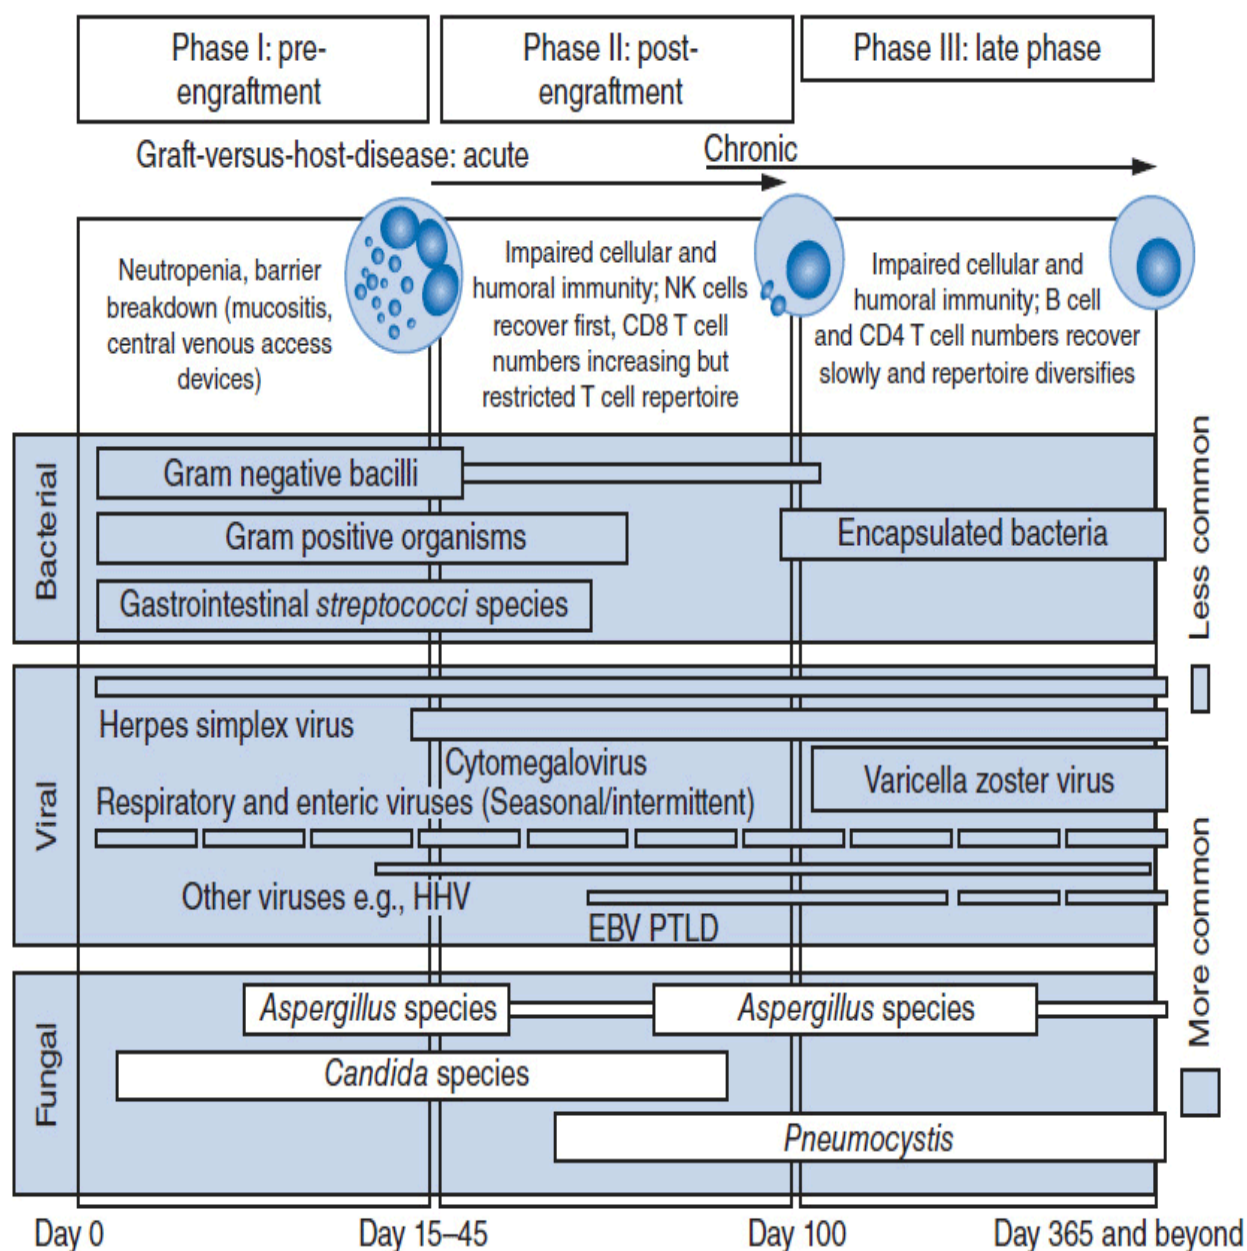 Phase I: pre-
engraftment
Phase II: post-
engraftment
Phase III: late phase
Graft-versus-host-disease: acute
Chronic
Neutropenia, barrier
breakdown (mucositis,
central venous access
devices)
Impaired cellular and
humoral immunity; NK cells
recover first, CD8 T cell
numbers increasing but
restricted T cell repertoire
Impaired cellular and
humoral immunity; B cell
and CD4 T cell numbers recover
slowly and repertoire diversifies
Bacterial
Gram negative bacilli
Gram positive organisms
Encapsulated bacteria
Gastrointestinal streptococci species
Viral
Herpes simplex virus
Cytomegalovirus
Varicella zoster virus
Respiratory and enteric viruses (Seasonal/intermittent)
Other viruses e.g., HHV
EBV PTLD
Fungal
Aspergillus species
Aspergillus species
Candida species
Pneumocystis
Less common
More common
Day 0
Day 15–45
Day 100
Day 365 and beyond